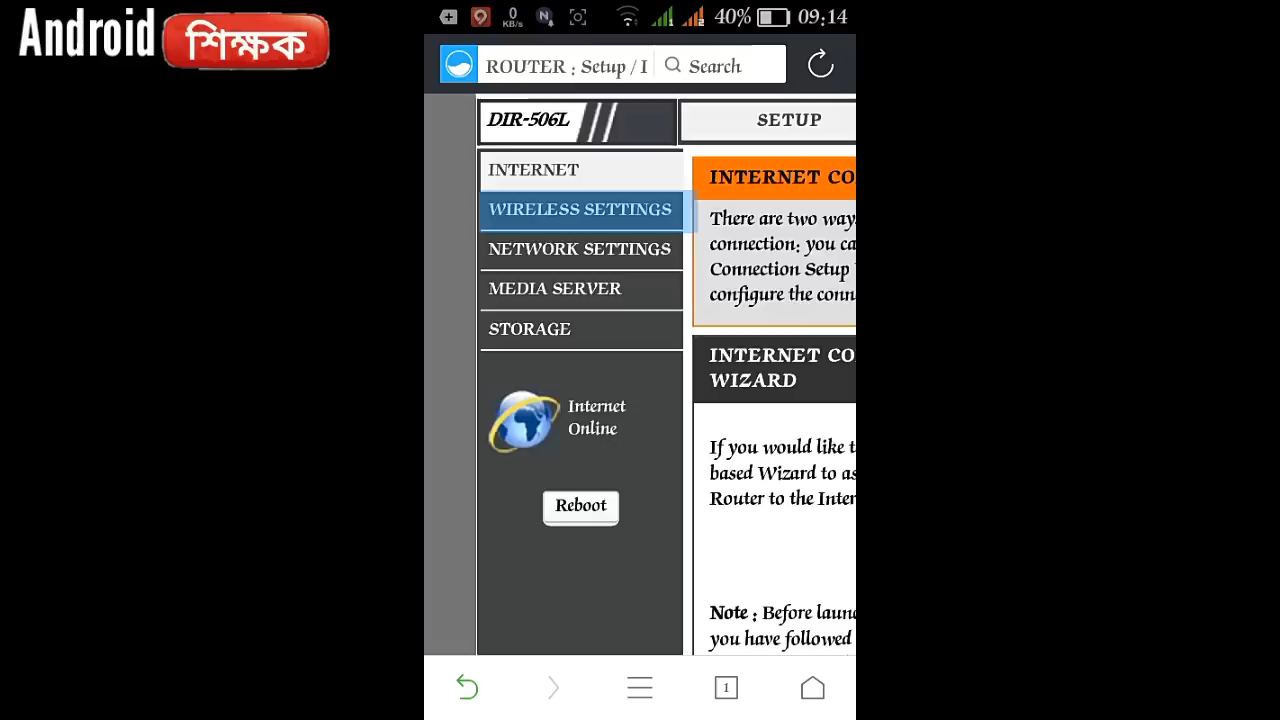 Android শিক্ষক
0 KB/s
40% 09:14
ROUTER : Setup / I
Search
DIR-506L
SETUP
INTERNET
WIRELESS SETTINGS
NETWORK SETTINGS
MEDIA SERVER
STORAGE
Internet
Online
Reboot
INTERNET CO
There are two way
connection: you ca
Connection Setup
configure the conn
INTERNET CO
WIZARD
If you would like t
based Wizard to as
Router to the Inter
Note : Before laun
you have followed
1